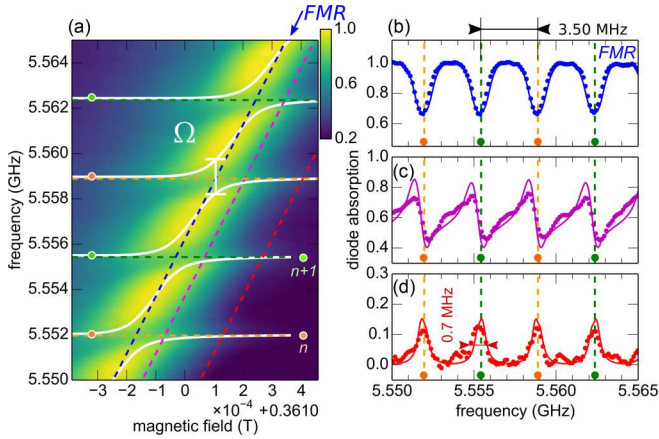 (a)
FMR
5.564
5.562
5.560
5.558
5.556
5.554
5.552
5.550
frequency (GHz)
Ω
n+1
n
−3 −2 −1 0 1 2 3 4
×10⁻⁴ +0.3610
magnetic field (T)
1.0
0.6
0.2
(b)
3.50 MHz
FMR
1.0
0.8
0.6
(c)
1.0
0.8
0.6
0.4
diode absorption
(d)
0.3
0.2
0.1
0.0
0.7 MHz
5.550 5.555 5.560 5.565
frequency (GHz)